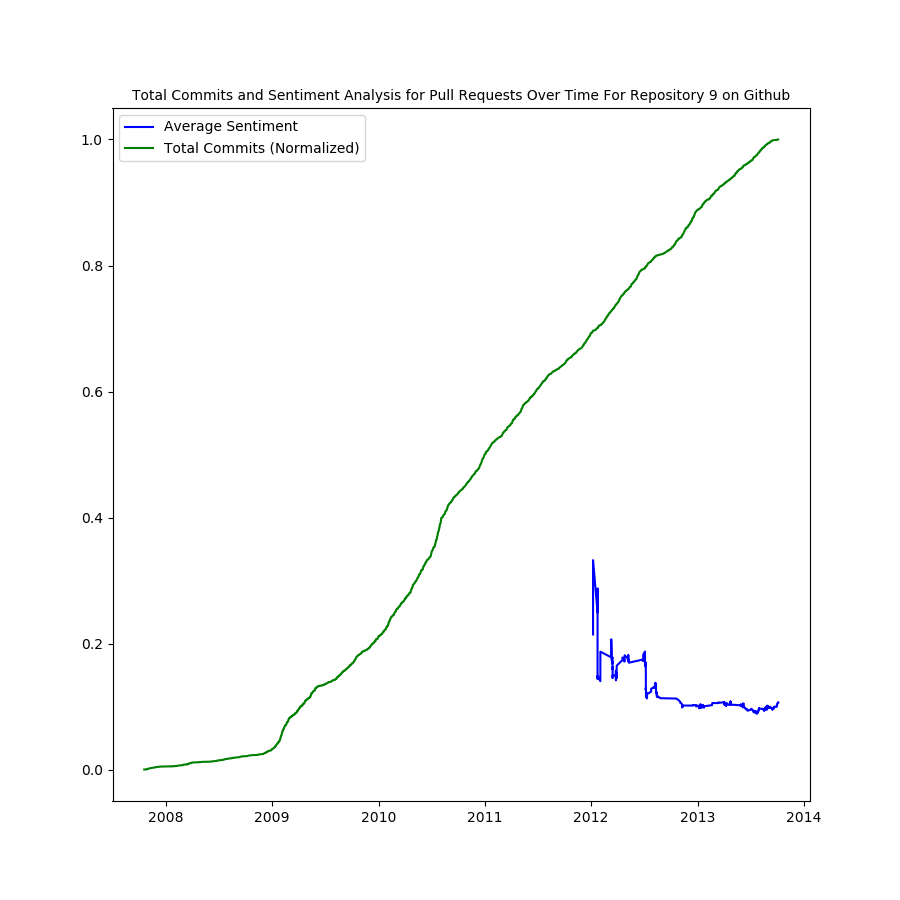 Total Commits and Sentiment Analysis for Pull Requests Over Time For Repository 9 on Github
Average Sentiment
Total Commits (Normalized)
1.0
0.8
0.6
0.4
0.2
0.0
2008 2009 2010 2011 2012 2013 2014